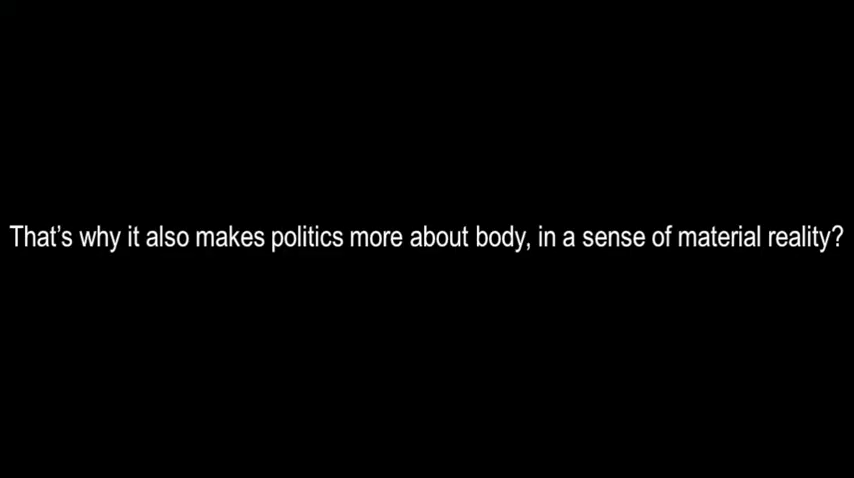 That’s why it also makes politics more about body, in a sense of material reality?